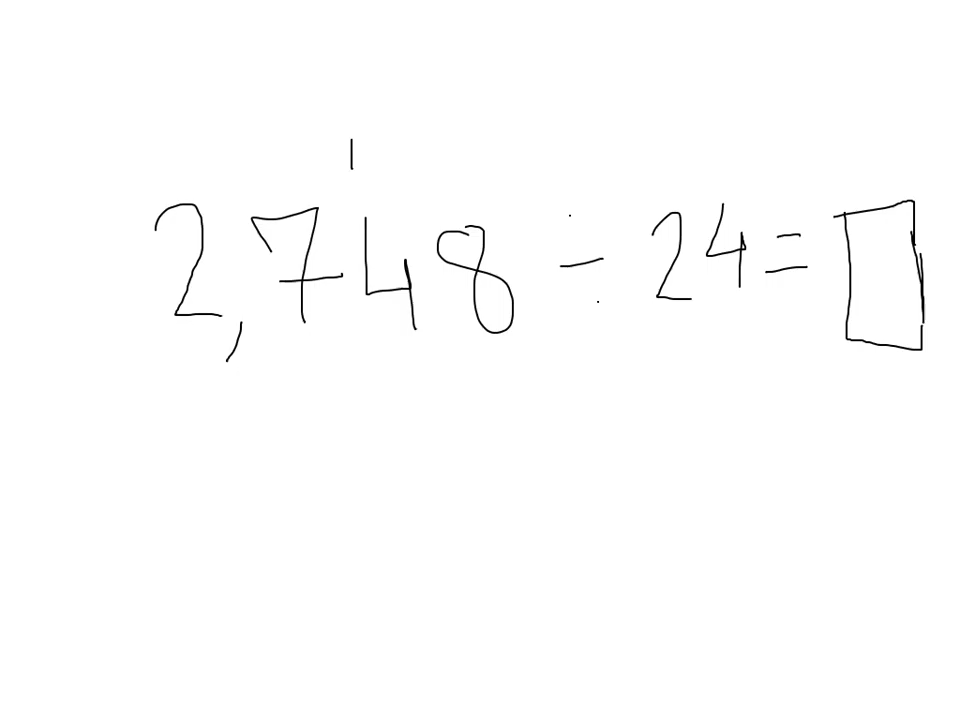 2,748 ÷ 24 = □